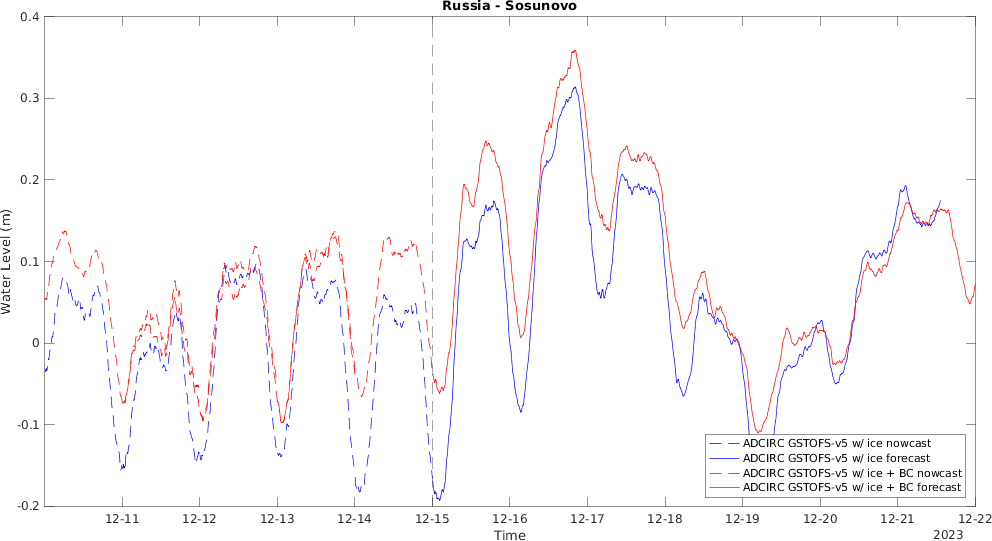 Russia - Sosunovo
0.4
0.3
0.2
0.1
0
-0.1
-0.2
Water Level (m)
ADCIRC GSTOFS-v5 w/ ice nowcast
ADCIRC GSTOFS-v5 w/ ice forecast
ADCIRC GSTOFS-v5 w/ ice + BC nowcast
ADCIRC GSTOFS-v5 w/ ice + BC forecast
12-11 12-12 12-13 12-14 12-15 12-16 12-17 12-18 12-19 12-20 12-21 12-22
Time
2023